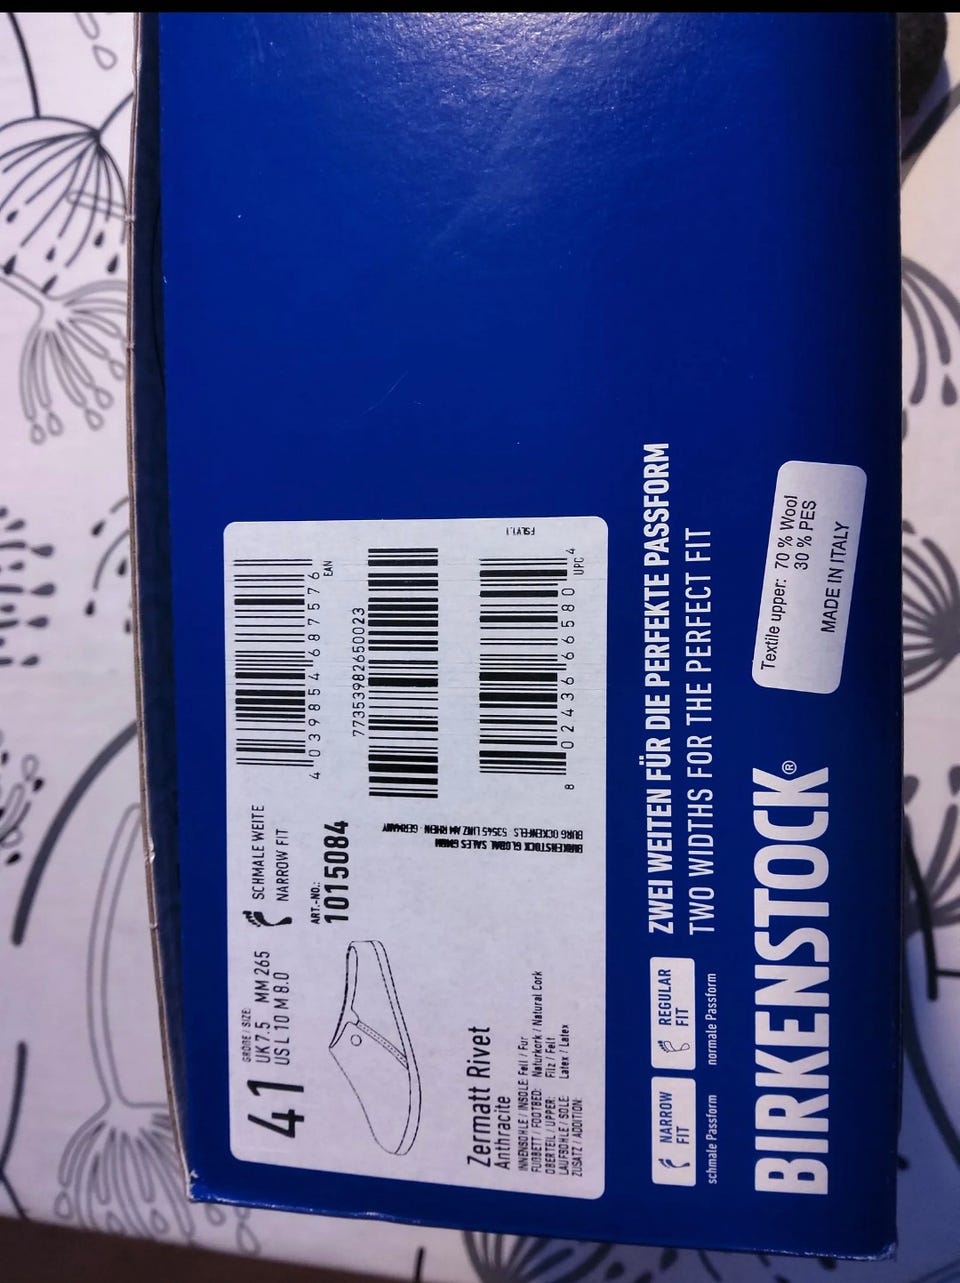 41
GRÖßE / SIZE:
UK 7.5 MM 265
US L 10 M 8.0
SCHMALE WEITE
NARROW FIT
ART.-NO.:
1015084
4 039854 687576
EAN
77353982650023
8 02436 66580 4
UPC
FSLV1.1
BIRKENSTOCK GLOBAL SALES GMBH
BURG OCKENFELS 53545 LINZ AM RHEIN - GERMANY
Zermatt Rivet
Anthracite
INNENSOHLE / INSOLE: Fell / Fur
FUßBETT / FOOTBED: Naturkork / Natural Cork
OBERTEIL / UPPER: Filz / Felt
LAUFSOHLE / SOLE: Latex / Latex
ZUSATZ / ADDITION:
NARROW
FIT
schmale Passform
REGULAR
FIT
normale Passform
ZWEI WEITEN FÜR DIE PERFEKTE PASSFORM
TWO WIDTHS FOR THE PERFECT FIT
BIRKENSTOCK®
Textile upper: 70 % Wool
30 % PES
MADE IN ITALY